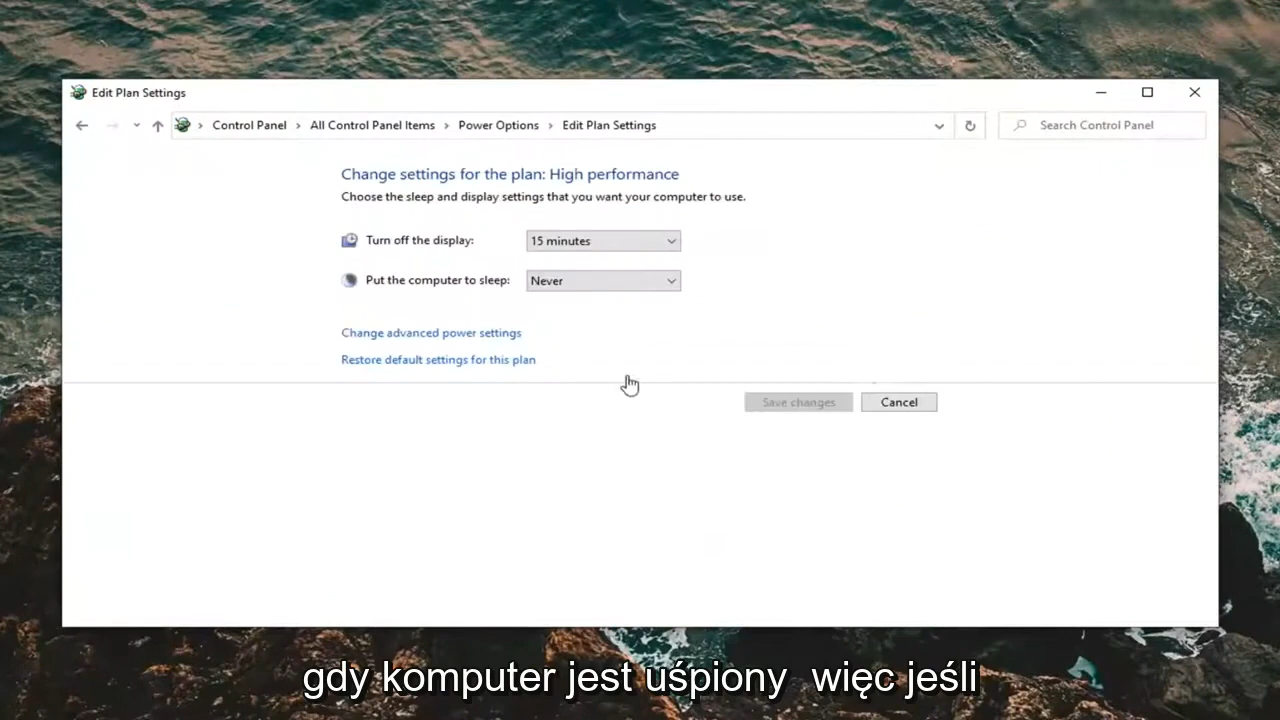 Edit Plan Settings
Control Panel > All Control Panel Items > Power Options > Edit Plan Settings
Search Control Panel
Change settings for the plan: High performance
Choose the sleep and display settings that you want your computer to use.
Turn off the display: 15 minutes
Put the computer to sleep: Never
Change advanced power settings
Restore default settings for this plan
Save changes Cancel
gdy komputer jest uśpiony więc jeśli